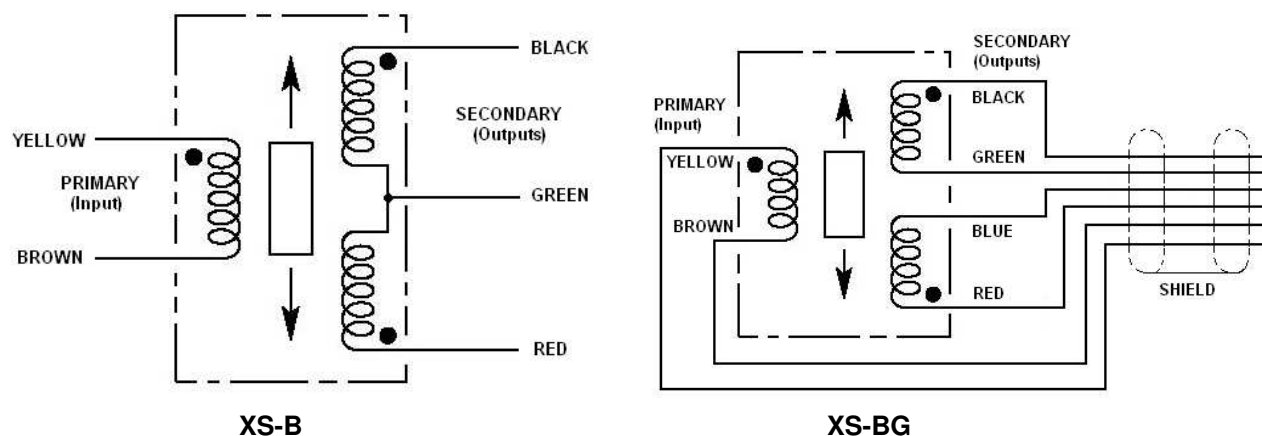 BLACK
SECONDARY
(Outputs)
YELLOW
PRIMARY
(Input)
GREEN
BROWN
RED
XS-B
SECONDARY
(Outputs)
PRIMARY
(Input)
BLACK
YELLOW
GREEN
BROWN
BLUE
RED
SHIELD
XS-BG